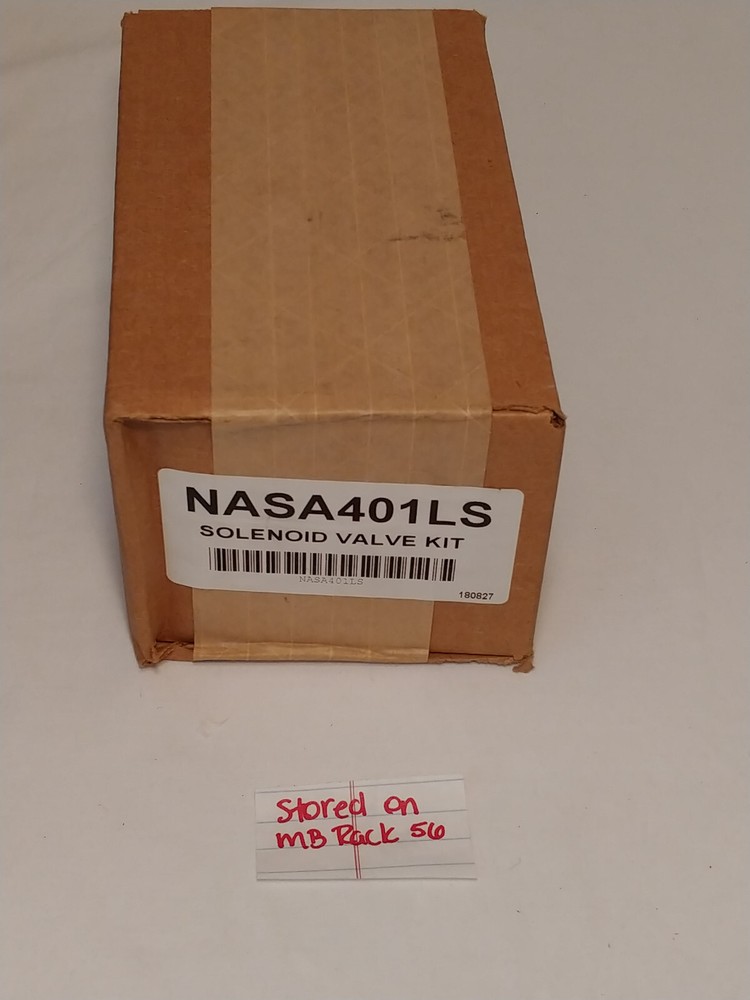 NASA401LS
SOLENOID VALVE KIT
NASA401LS
180827
Stored on
MB Rack 56